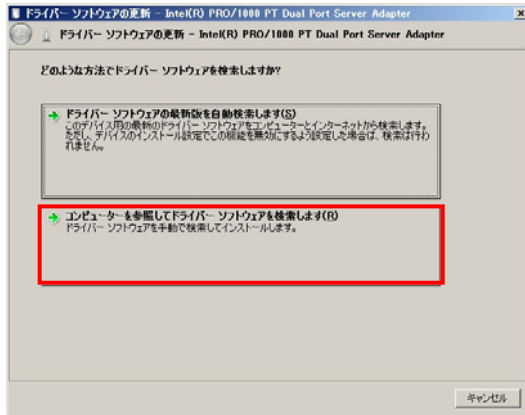 ドライバー ソフトウェアの更新 - Intel(R) PRO/1000 PT Dual Port Server Adapter
ドライバー ソフトウェアの更新 - Intel(R) PRO/1000 PT Dual Port Server Adapter
どのような方法でドライバー ソフトウェアを検索しますか?
ドライバー ソフトウェアの最新版を自動検索します(S)
このデバイス用の最新のドライバー ソフトウェアをコンピューターとインターネットから検索します。
ただし、デバイスのインストール設定でこの機能を無効にするよう設定した場合は、検索は行わ
れません。
コンピューターを参照してドライバー ソフトウェアを検索します(R)
ドライバー ソフトウェアを手動で検索してインストールします。
キャンセル